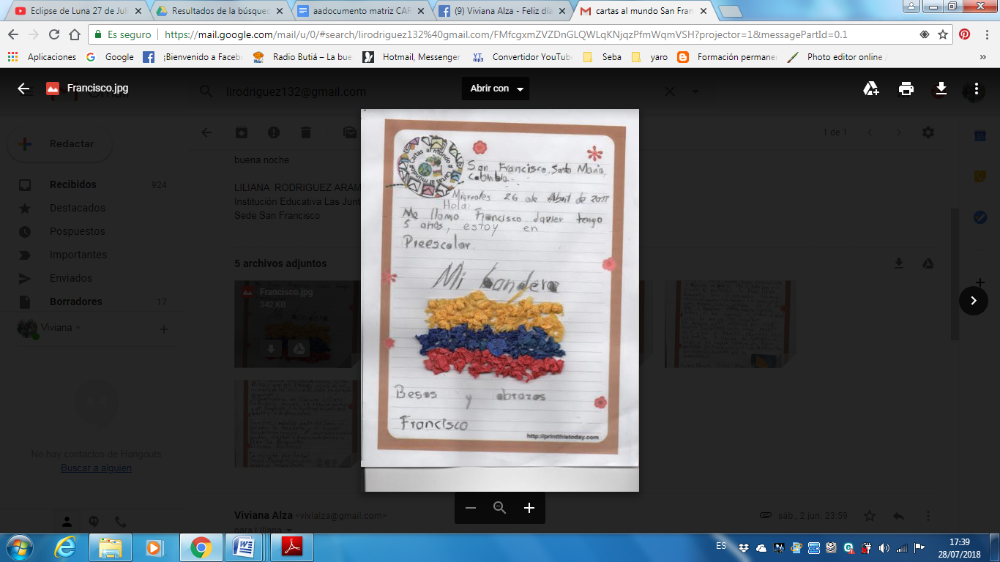 Eclipse de Luna 27 de Jul
Resultados de la búsqued
aadocumento matriz CAR
(9) Viviana Alza - Feliz día
cartas al mundo San Fran
Es seguro
https://mail.google.com/mail/u/0/#search/lirodriguez132%40gmail.com/FMfcgxmZVZDnGLQWLqKNjqzPfmWqmVSH?projector=1&messagePartId=0.1
Aplicaciones
Google
¡Bienvenido a Faceb
Radio Butiá – La bue
Hotmail, Messenger
Convertidor YouTub
Seba
yaro
Formación permane
Photo editor online
Francisco.jpg
lirodriguez132@gmail.com
Abrir con
Redactar
1 de 1
buena noche
Recibidos 924
LILIANA RODRIGUEZ ARAM
Destacados
Institución Educativa Las Junt
Sede San Francisco
Pospuestos
Importantes
5 archivos adjuntos
Enviados
Borradores 17
Francisco.jpg
342 KB
Viviana
No hay contactos de Hangouts
Buscar a alguien
Cartas al mundo
San Francisco, Santa María,
Colombia.
Miercoles 26 de Abril de
Hola:
Me llamo Francisco Javier tengo
5 años, estoy en
Preescolar.
Mi bandera
Besos y abrazos
Francisco
http://printthistoday.com
Viviana Alza <vivialza@gmail.com>
sáb., 2 jun. 23:59
para Liliana
ES
17:39
28/07/2018